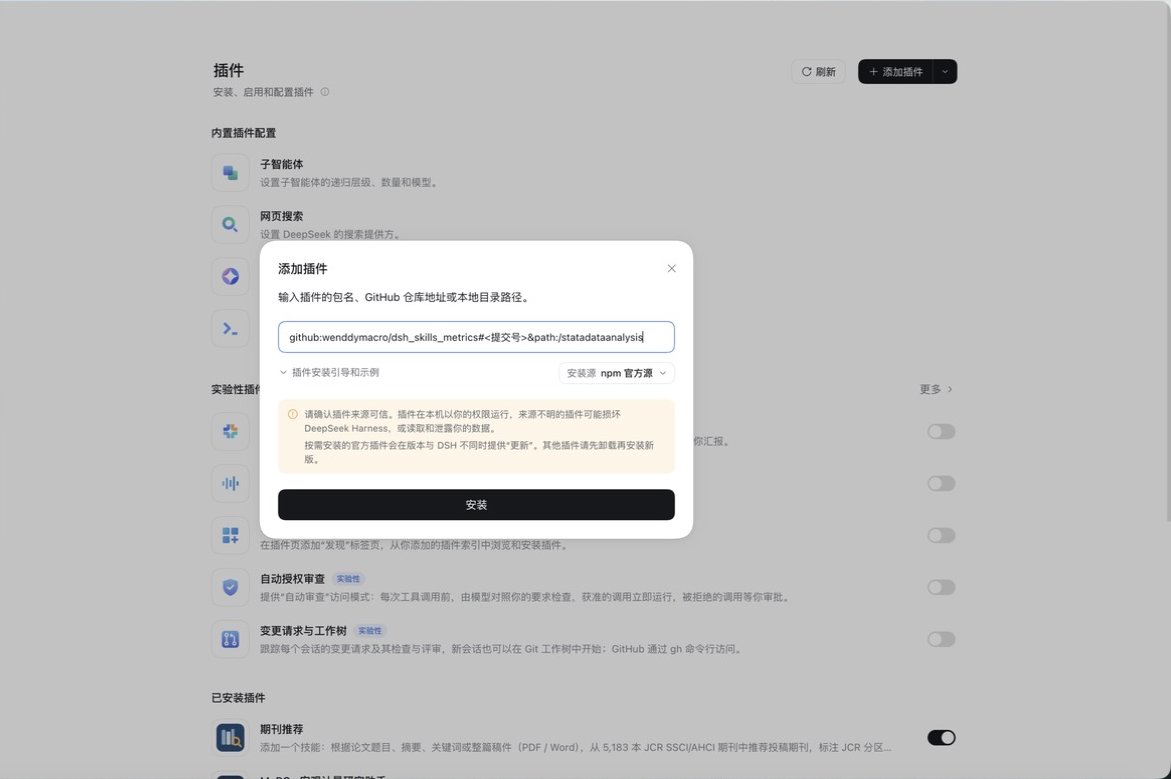 插件
安装、启用和配置插件
刷新
添加插件
内置插件配置
子智能体
设置子智能体的递归层级、数量和模型。
网页搜索
设置 DeepSeek 的搜索提供方。
添加插件
输入插件的包名、GitHub 仓库地址或本地目录路径。
github:wenddymacro/dsh_skills_metrics#<提交号>&path:/statadataanalysis
插件安装引导和示例
安装源 npm 官方源
请确认插件来源可信。插件在本机以你的权限运行，来源不明的插件可能损坏
DeepSeek Harness，或读取和泄露你的数据。
按需安装的官方插件会在版本与 DSH 不同时提供“更新”。其他插件请先卸载再安装新
版。
安装
实验性插件
更多
你汇报。
在插件页添加“发现”标签页，从你添加的插件索引中浏览和安装插件。
自动授权审查 实验性
提供“自动审查”访问模式：每次工具调用前，由模型对照你的要求检查，获准的调用立即运行，被拒绝的调用等你审批。
变更请求与工作树 实验性
跟踪每个会话的变更请求及其检查与评审，新会话也可以在 Git 工作树中开始；GitHub 通过 gh 命令行访问。
已安装插件
期刊推荐
添加一个技能：根据论文题目、摘要、关键词或整篇稿件（PDF / Word），从 5,183 本 JCR SSCI/AHCI 期刊中推荐投稿期刊，标注 JCR 分区...